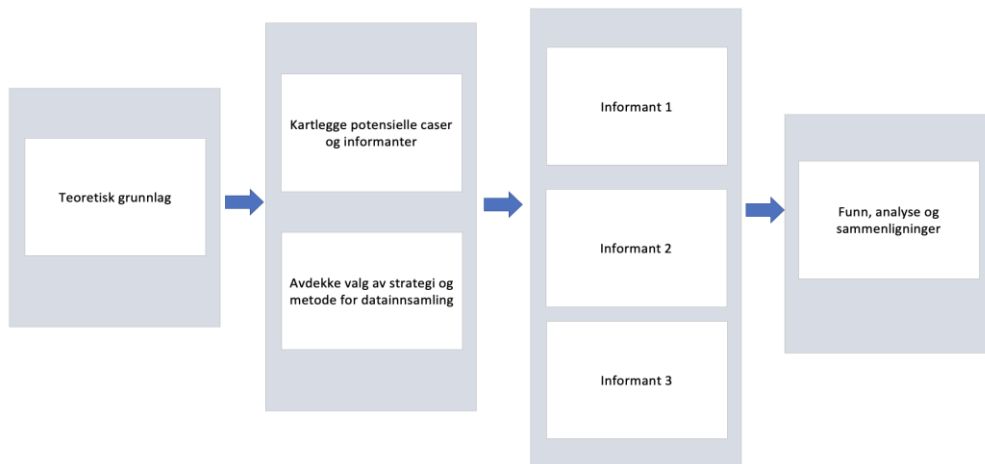 Teoretisk grunnlag
Kartlegge potensielle caser
og informanter
Avdekke valg av strategi og
metode for datainnsamling
Informant 1
Informant 2
Informant 3
Funn, analyse og
sammenligninger